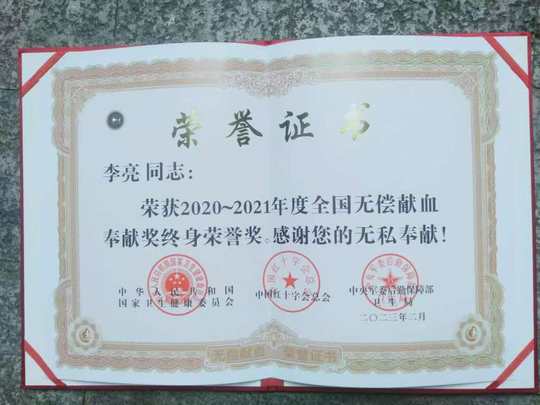 荣誉证书
李亮 同志：
荣获2020~2021年度全国无偿献血
奉献奖终身荣誉奖。感谢您的无私奉献！
中华人民共和国
国家卫生健康委员会
中国红十字会总会
中央军委后勤保障部
卫生局
二〇二三年二月
无偿献血 荣誉证书